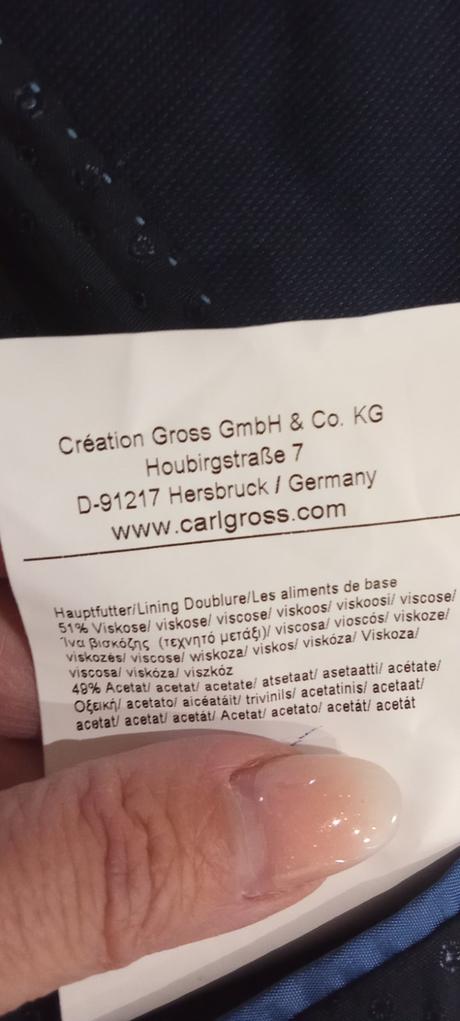 Création Gross GmbH & Co. KG
Houbirgstraße 7
D-91217 Hersbruck / Germany
www.carlgross.com
Hauptfutter/Lining Doublure/Les aliments de base
51% Viskose/ viskose/ viscose/ viskoos/ viskoosi/ viscose/
Ίνα βισκόζης (τεχνητό μετάξι)/ viscosa/ vioscós/ viskoze/
viskozės/ viscose/ wiskoza/ viskos/ viskóza/ Viskoza/
viscosa/ viskóza/ viszkóz
49% Acetat/ acetat/ acetate/ atsetaat/ asetaatti/ acétate/
Οξεική/ acetato/ aicéatáit/ trivinils/ acetatinis/ acetaat/
acetat/ acetat/ acetát/ Acetat/ acetato/ acetát/ acetát